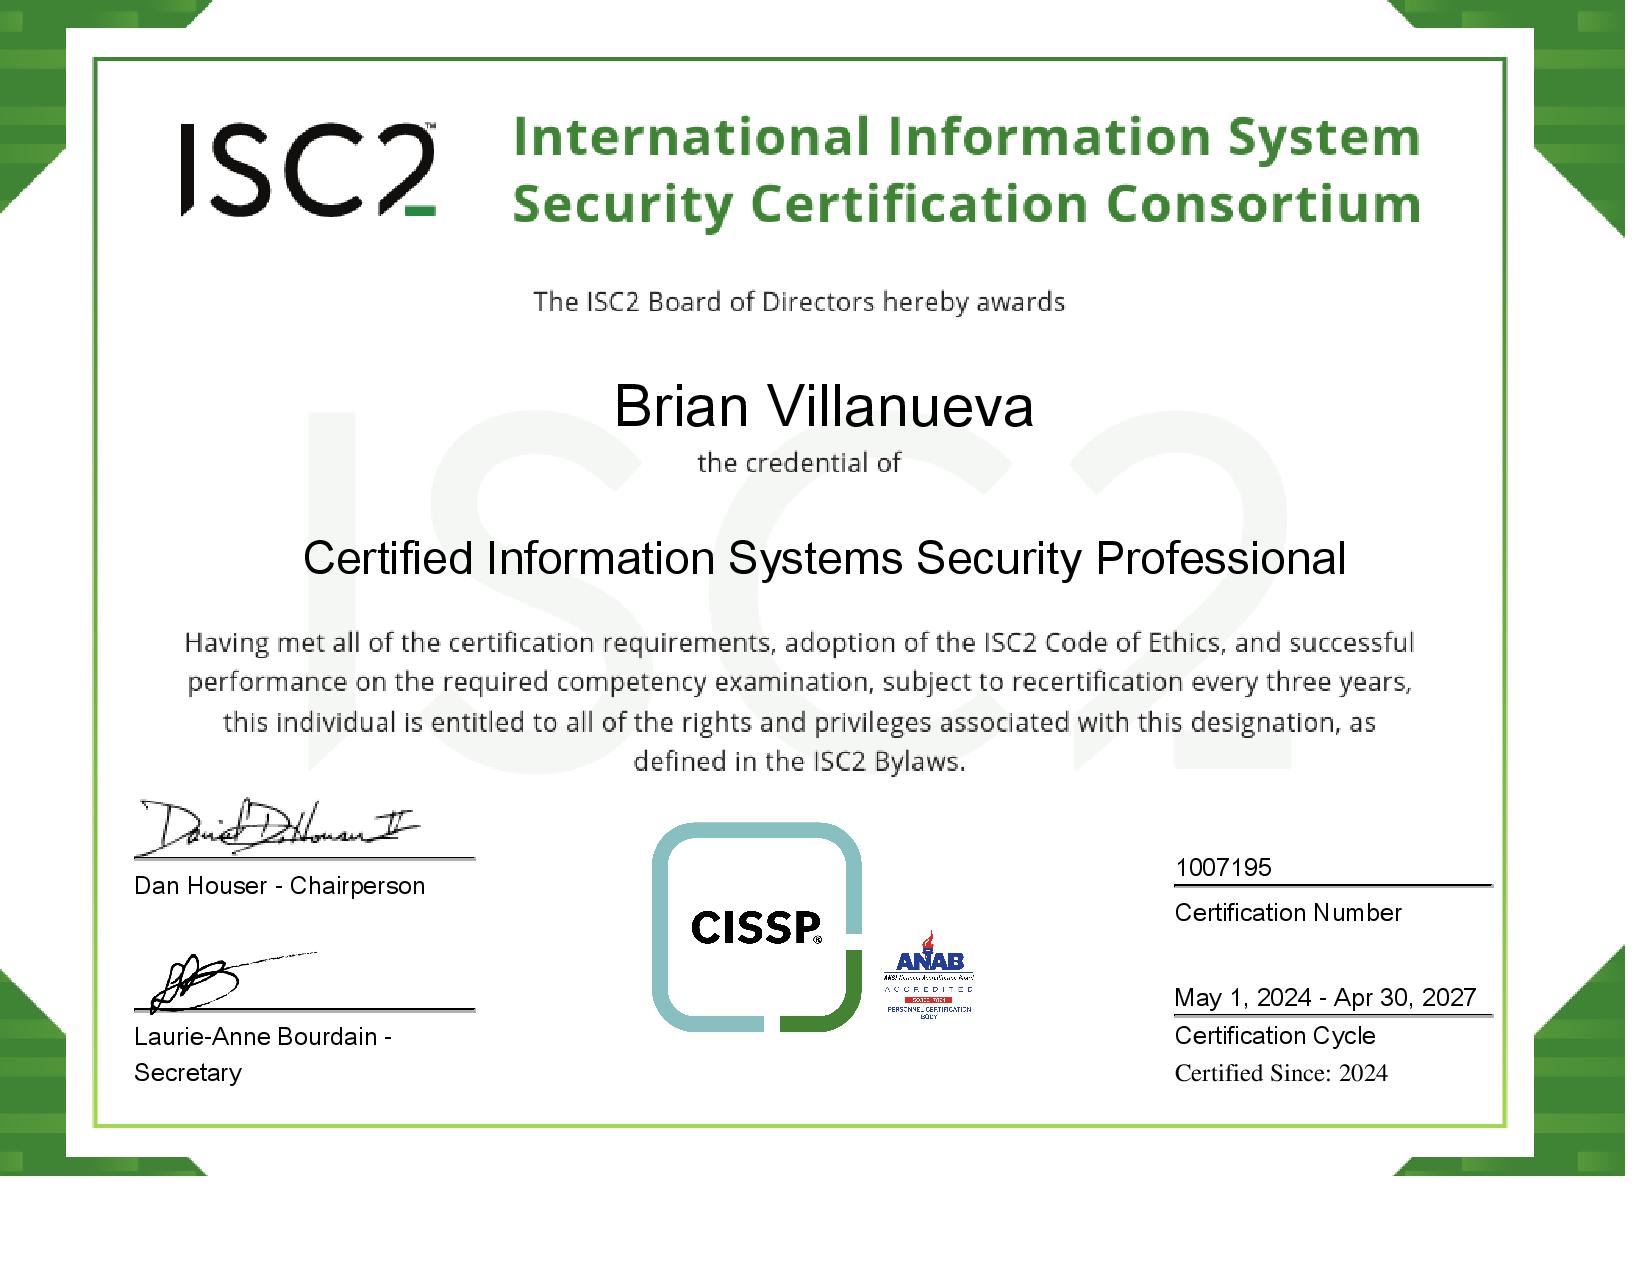 ISC2™
International Information System
Security Certification Consortium
The ISC2 Board of Directors hereby awards
Brian Villanueva
the credential of
Certified Information Systems Security Professional
Having met all of the certification requirements, adoption of the ISC2 Code of Ethics, and successful
performance on the required competency examination, subject to recertification every three years,
this individual is entitled to all of the rights and privileges associated with this designation, as
defined in the ISC2 Bylaws.
Dan Houser - Chairperson
Laurie-Anne Bourdain -
Secretary
CISSP®
ANAB
ANSI National Accreditation Board
ACCREDITED
PERSONNEL CERTIFICATION
BODY
1007195
Certification Number
May 1, 2024 - Apr 30, 2027
Certification Cycle
Certified Since: 2024